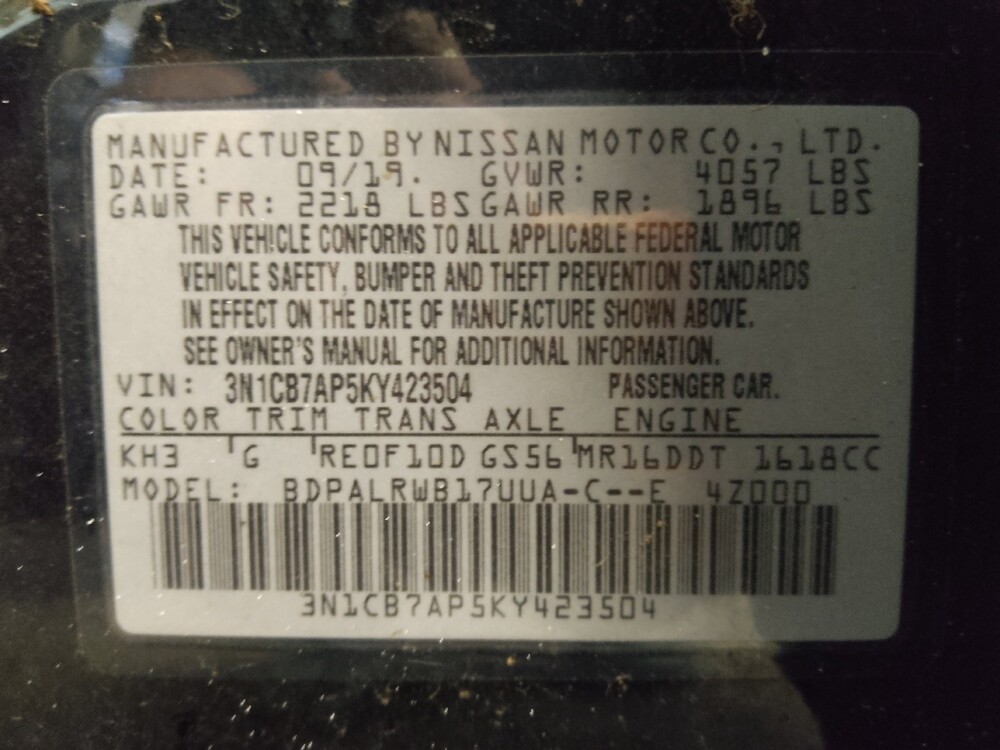 MANUFACTURED BY NISSAN MOTOR CO., LTD.
DATE: 09/19. GVWR: 4057 LBS
GAWR FR: 2218 LBS GAWR RR: 1896 LBS
THIS VEHICLE CONFORMS TO ALL APPLICABLE FEDERAL MOTOR
VEHICLE SAFETY, BUMPER AND THEFT PREVENTION STANDARDS
IN EFFECT ON THE DATE OF MANUFACTURE SHOWN ABOVE.
SEE OWNER'S MANUAL FOR ADDITIONAL INFORMATION.
VIN: 3N1CB7AP5KY423504 PASSENGER CAR.
COLOR TRIM TRANS AXLE ENGINE
KH3 G RE0F10D GS56 MR16DDT 1618CC
MODEL: BDPALRWB17UUA-C--E 4Z000
3N1CB7AP5KY423504